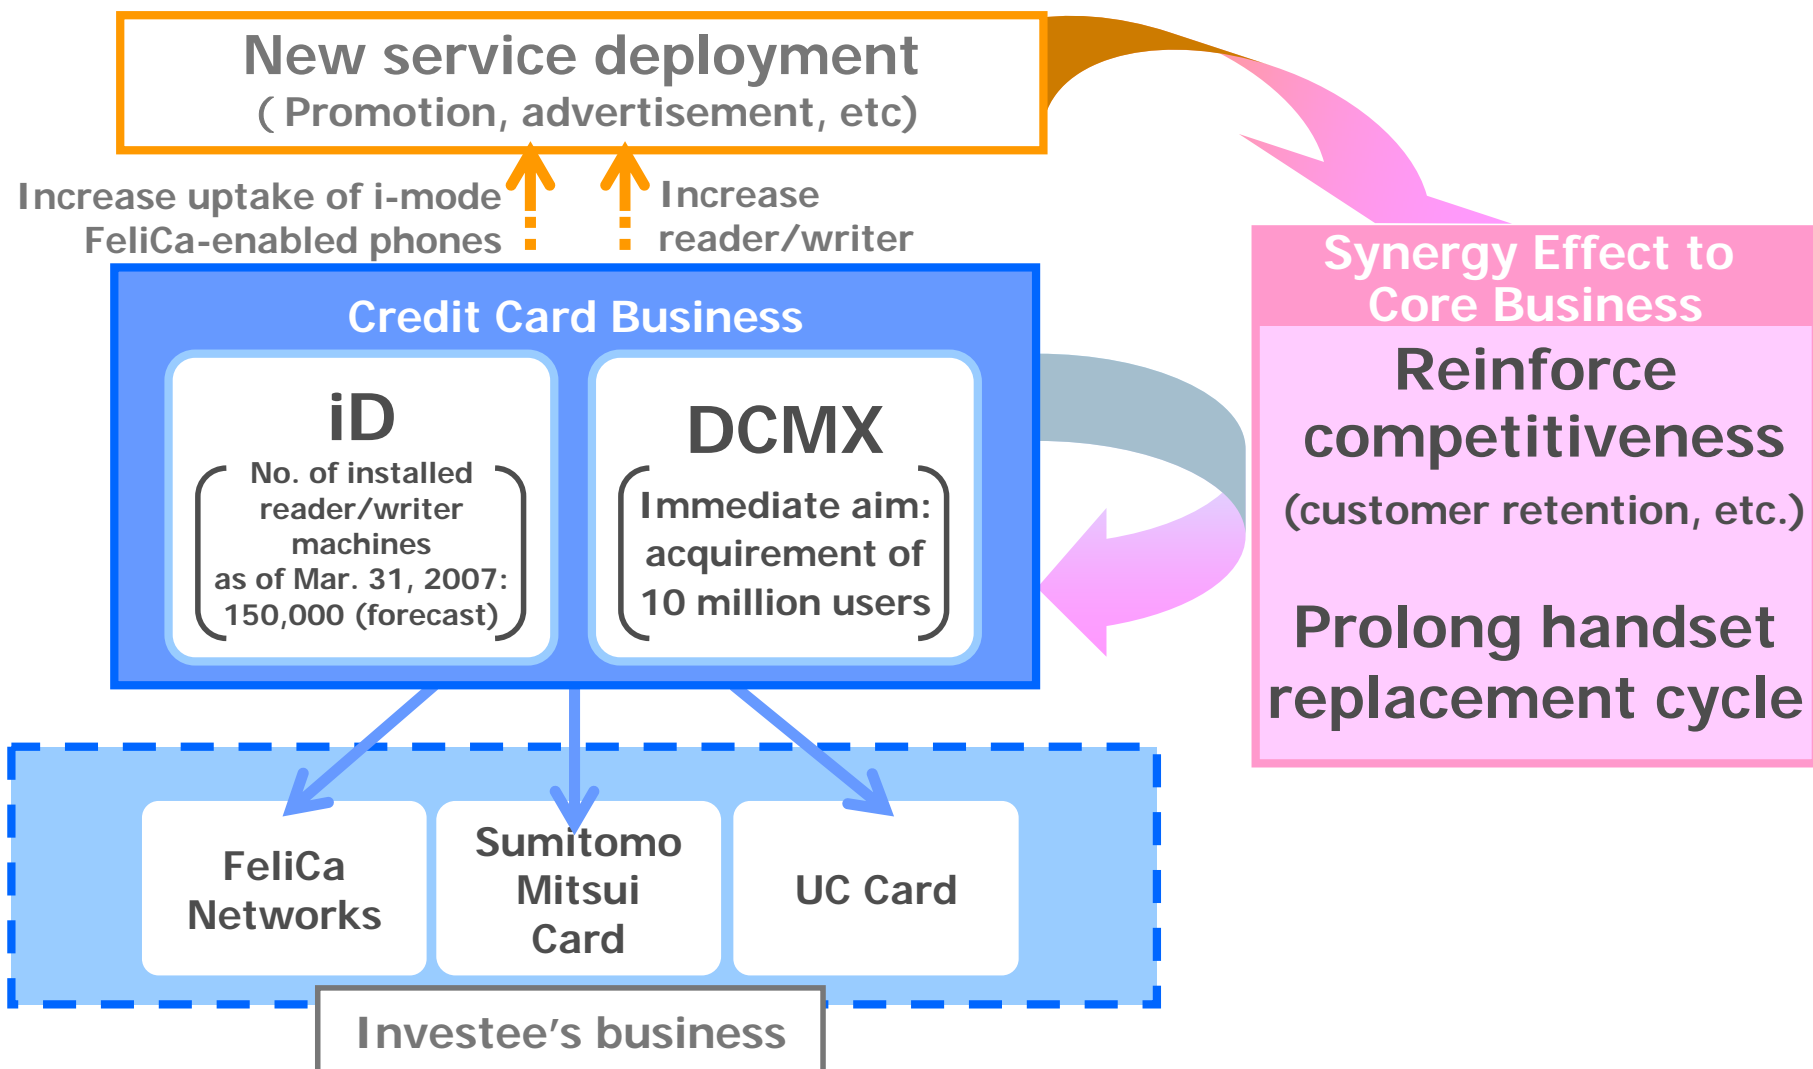 New service deployment
( Promotion, advertisement, etc)
Increase uptake of i-mode
FeliCa-enabled phones
Increase
reader/writer
Credit Card Business
iD
No. of installed
reader/writer
machines
as of Mar. 31, 2007:
150,000 (forecast)
DCMX
Immediate aim:
acquirement of
10 million users
Synergy Effect to
Core Business
Reinforce
competitiveness
(customer retention, etc.)
Prolong handset
replacement cycle
FeliCa
Networks
Sumitomo
Mitsui
Card
UC Card
Investee’s business